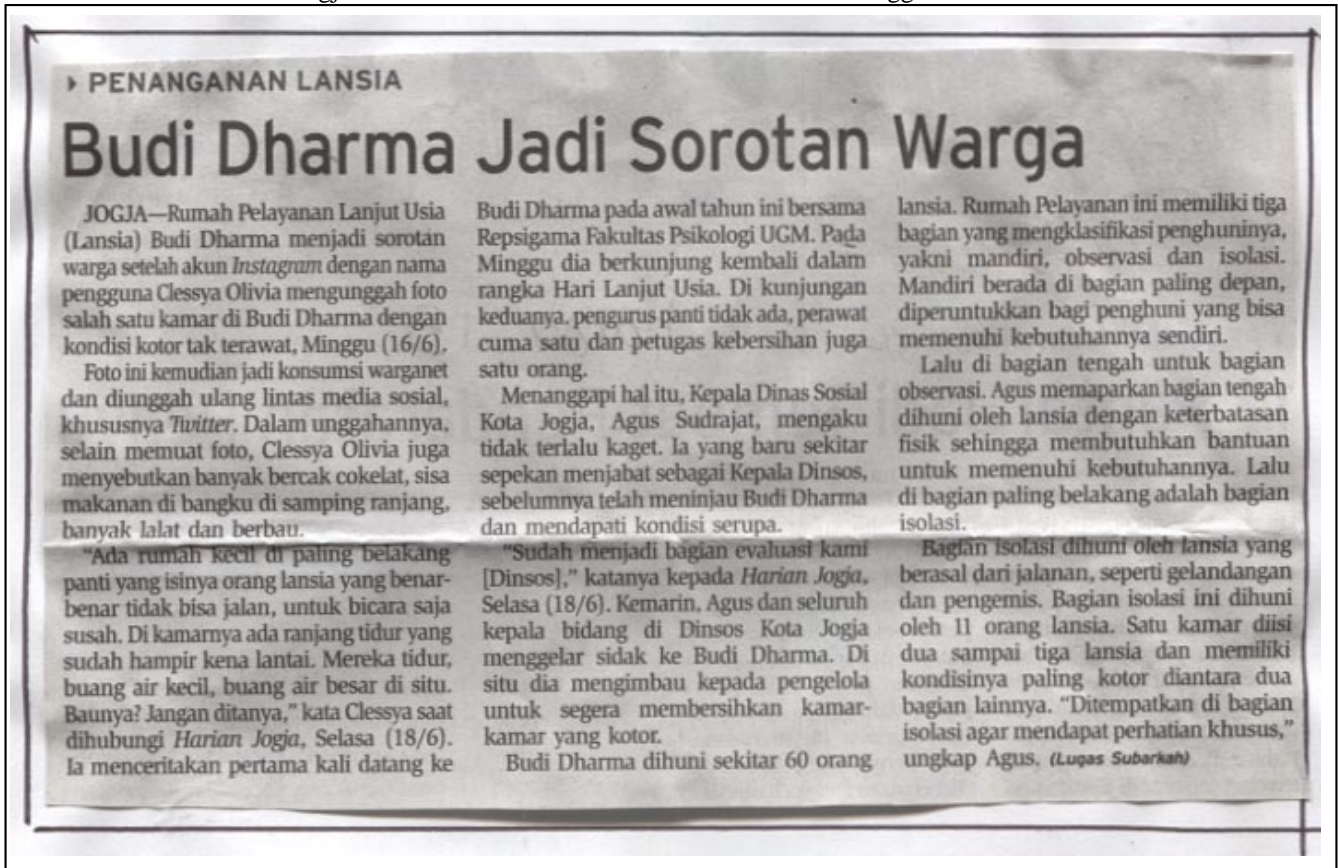 ▸ PENANGANAN LANSIA
Budi Dharma Jadi Sorotan Warga
JOGJA—Rumah Pelayanan Lanjut Usia
(Lansia) Budi Dharma menjadi sorotan
warga setelah akun Instagram dengan nama
pengguna Clessya Olivia mengunggah foto
salah satu kamar di Budi Dharma dengan
kondisi kotor tak terawat, Minggu (16/6).
Foto ini kemudian jadi konsumsi warganet
dan diunggah ulang lintas media sosial,
khususnya Twitter. Dalam unggahannya,
selain memuat foto, Clessya Olivia juga
menyebutkan banyak bercak cokelat, sisa
makanan di bangku di samping ranjang,
banyak lalat dan berbau.
"Ada rumah kecil di paling belakang
panti yang isinya orang lansia yang benar-
benar tidak bisa jalan, untuk bicara saja
susah. Di kamarnya ada ranjang tidur yang
sudah hampir kena lantai. Mereka tidur,
buang air kecil, buang air besar di situ.
Baunya? Jangan ditanya," kata Clessya saat
dihubungi Harian Jogja, Selasa (18/6).
Ia menceritakan pertama kali datang ke
Budi Dharma pada awal tahun ini bersama
Repsigama Fakultas Psikologi UGM. Pada
Minggu dia berkunjung kembali dalam
rangka Hari Lanjut Usia. Di kunjungan
keduanya, pengurus panti tidak ada, perawat
cuma satu dan petugas kebersihan juga
satu orang.
Menanggapi hal itu, Kepala Dinas Sosial
Kota Jogja, Agus Sudrajat, mengaku
tidak terlalu kaget. Ia yang baru sekitar
sepekan menjabat sebagai Kepala Dinsos,
sebelumnya telah meninjau Budi Dharma
dan mendapati kondisi serupa.
"Sudah menjadi bagian evaluasi kami
[Dinsos]," katanya kepada Harian Jogja,
Selasa (18/6). Kemarin, Agus dan seluruh
kepala bidang di Dinsos Kota Jogja
menggelar sidak ke Budi Dharma. Di
situ dia mengimbau kepada pengelola
untuk segera membersihkan kamar-
kamar yang kotor.
Budi Dharma dihuni sekitar 60 orang
lansia. Rumah Pelayanan ini memiliki tiga
bagian yang mengklasifikasi penghuninya,
yakni mandiri, observasi dan isolasi.
Mandiri berada di bagian paling depan,
diperuntukkan bagi penghuni yang bisa
memenuhi kebutuhannya sendiri.
Lalu di bagian tengah untuk bagian
observasi. Agus memaparkan bagian tengah
dihuni oleh lansia dengan keterbatasan
fisik sehingga membutuhkan bantuan
untuk memenuhi kebutuhannya. Lalu
di bagian paling belakang adalah bagian
isolasi.
Bagian isolasi dihuni oleh lansia yang
berasal dari jalanan, seperti gelandangan
dan pengemis. Bagian isolasi ini dihuni
oleh 11 orang lansia. Satu kamar diisi
dua sampai tiga lansia dan memiliki
kondisinya paling kotor diantara dua
bagian lainnya. "Ditempatkan di bagian
isolasi agar mendapat perhatian khusus,"
ungkap Agus. (Lugas Subarkah)